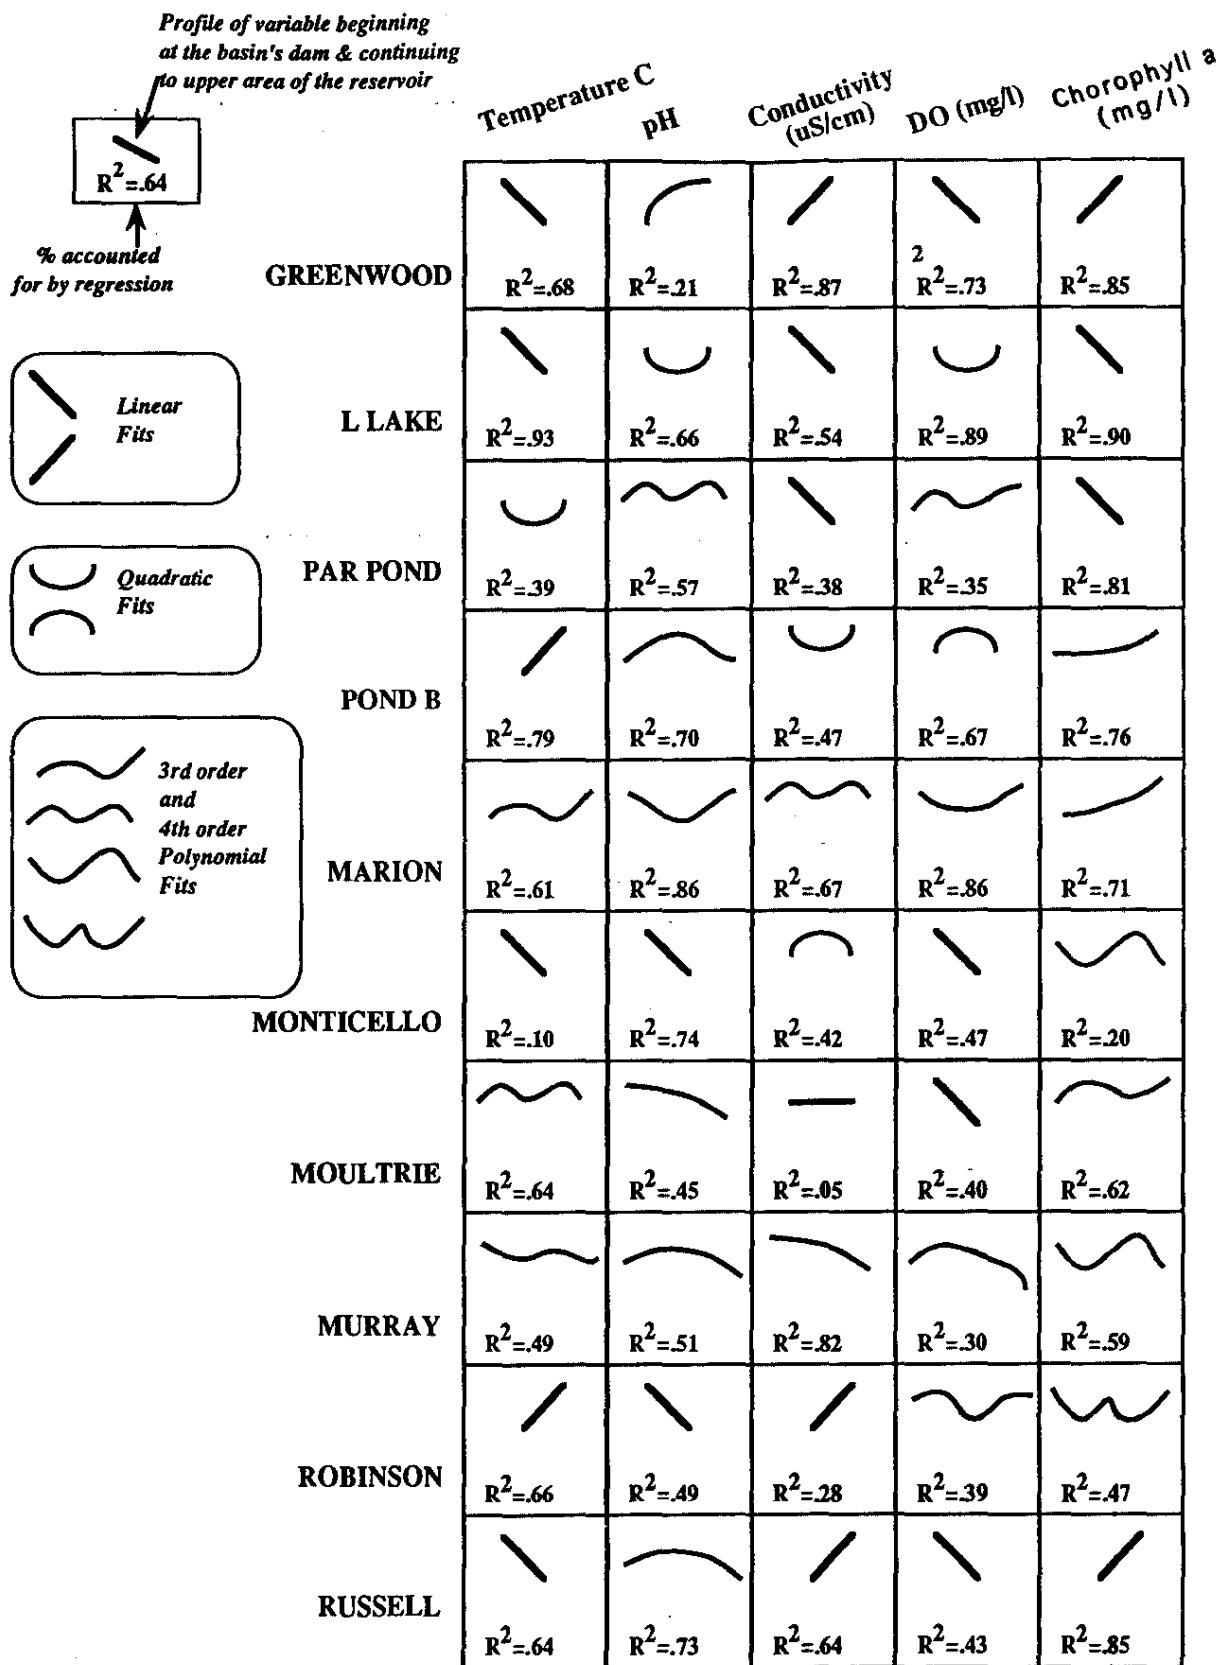 Profile of variable beginning
at the basin's dam & continuing
to upper area of the reservoir
Temperature C
pH
Conductivity
(uS/cm)
DO (mg/l)
Chorophyll a
(mg/l)
R2=.64
% accounted
for by regression
GREENWOOD
R2=.68
R2=.21
R2=.87
2
R2=.73
R2=.85
Linear
Fits
L LAKE
R2=.93
R2=.66
R2=.54
R2=.89
R2=.90
Quadratic
Fits
PAR POND
R2=.39
R2=.57
R2=.38
R2=.35
R2=.81
POND B
R2=.79
R2=.70
R2=.47
R2=.67
R2=.76
3rd order
and
4th order
Polynomial
Fits
MARION
R2=.61
R2=.86
R2=.67
R2=.86
R2=.71
MONTICELLO
R2=.10
R2=.74
R2=.42
R2=.47
R2=.20
MOULTRIE
R2=.64
R2=.45
R2=.05
R2=.40
R2=.62
MURRAY
R2=.49
R2=.51
R2=.82
R2=.30
R2=.59
ROBINSON
R2=.66
R2=.49
R2=.28
R2=.39
R2=.47
RUSSELL
R2=.64
R2=.73
R2=.64
R2=.43
R2=.85